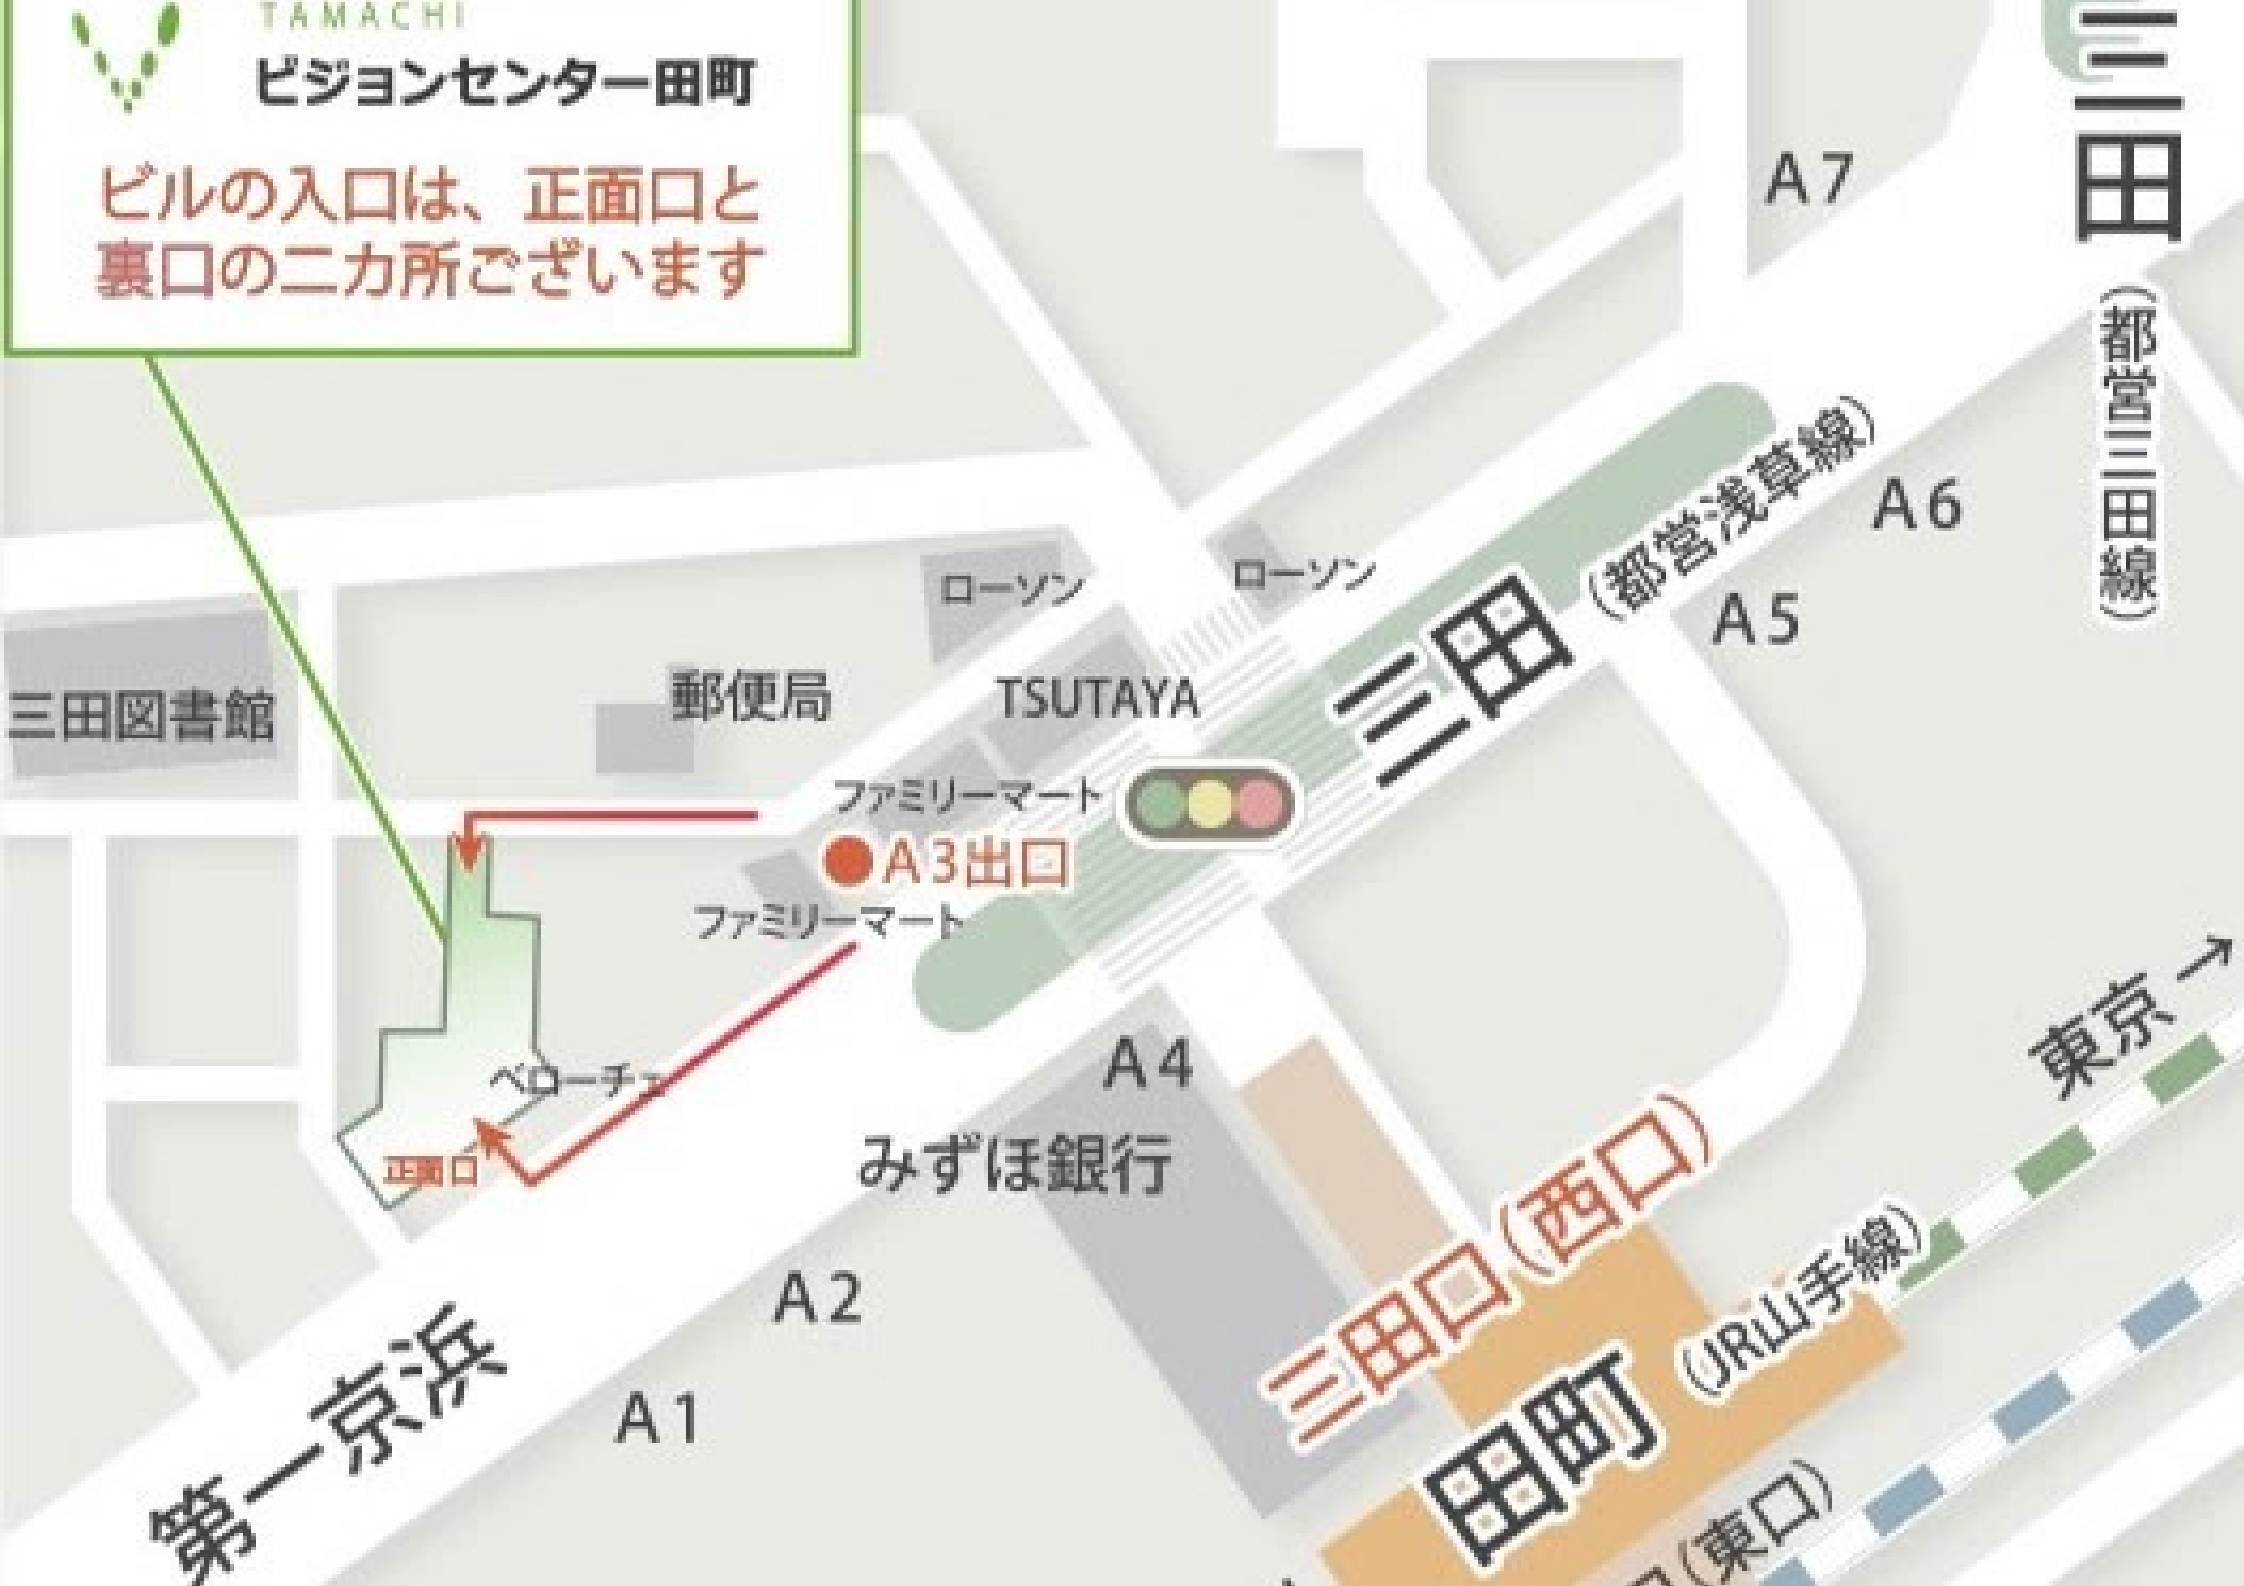 TAMACHI
ビジョンセンター田町
ビルの入口は、正面口と
裏口の二カ所ございます
三田
(都営三田線)
A7
A6
A5
三田
(都営浅草線)
ローソン
ローソン
三田図書館
郵便局
TSUTAYA
ファミリーマート
A3出口
ファミリーマート
ベローチェ
正面口
A4
みずほ銀行
A2
A1
第一京浜
三田口(西口)
田町
(JR山手線)
東京→
(東口)